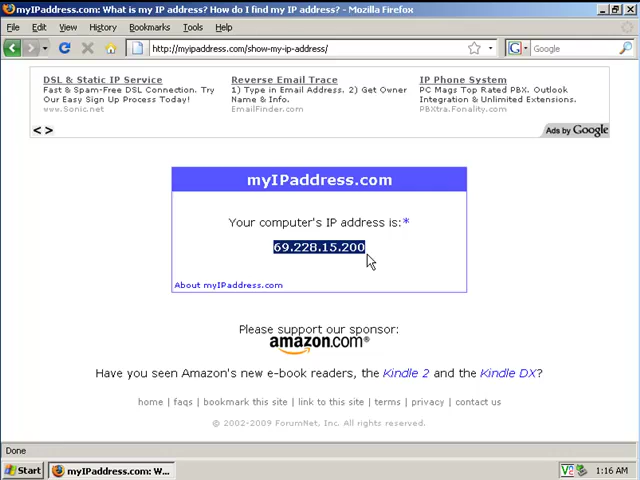 myIPaddress.com: What is my IP address? How do I find my IP address? - Mozilla Firefox
File Edit View History Bookmarks Tools Help
http://myipaddress.com/show-my-ip-address/
Google
DSL & Static IP Service
Fast & Spam-Free DSL Connection. Try
Our Easy Sign Up Process Today!
www.Sonic.net
Reverse Email Trace
1) Type in Email Address. 2) Get Owner
Name & Info.
EmailFinder.com
IP Phone System
PC Mags Top Rated PBX. Outlook
Integration & Unlimited Extensions.
PBXtra.Fonality.com
< >
Ads by Google
myIPaddress.com
Your computer's IP address is:*
69.228.15.200
About myIPaddress.com
Please support our sponsor:
amazon.com®
Have you seen Amazon's new e-book readers, the Kindle 2 and the Kindle DX?
home | faqs | bookmark this site | link to this site | terms | privacy | contact us
© 2002-2009 ForumNet, Inc. All rights reserved.
Done
Start
myIPaddress.com: W...
1:16 AM